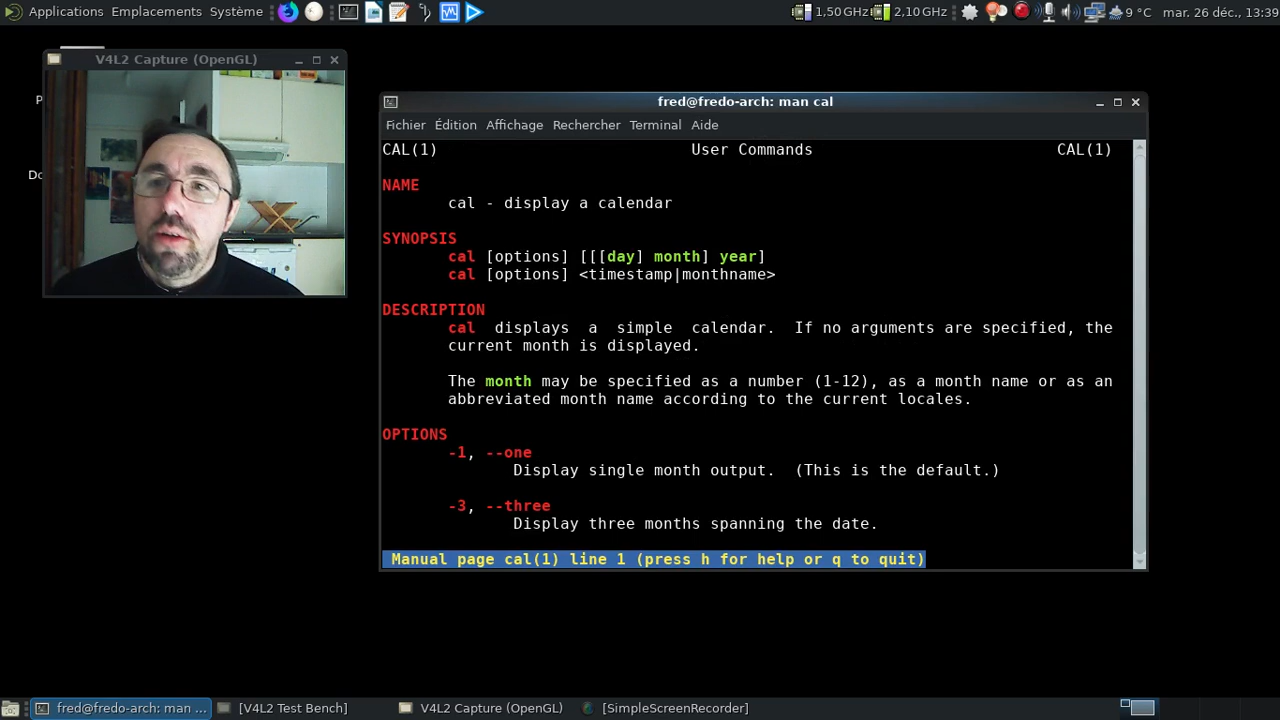 Applications Emplacements Système
1,50 GHz 2,10 GHz 9 °C mar. 26 déc., 13:39
V4L2 Capture (OpenGL)
P
Do
fred@fredo-arch: man cal
Fichier Édition Affichage Rechercher Terminal Aide
CAL(1) User Commands CAL(1)
NAME
cal - display a calendar
SYNOPSIS
cal [options] [[[day] month] year]
cal [options] <timestamp|monthname>
DESCRIPTION
cal displays a simple calendar. If no arguments are specified, the
current month is displayed.
The month may be specified as a number (1-12), as a month name or as an
abbreviated month name according to the current locales.
OPTIONS
-1, --one
Display single month output. (This is the default.)
-3, --three
Display three months spanning the date.
Manual page cal(1) line 1 (press h for help or q to quit)
fred@fredo-arch: man ... [V4L2 Test Bench] V4L2 Capture (OpenGL) [SimpleScreenRecorder]